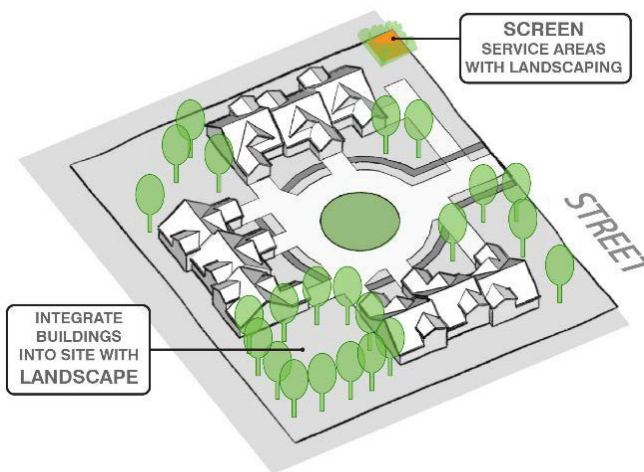 SCREEN
SERVICE AREAS
WITH LANDSCAPING
STREET
INTEGRATE
BUILDINGS
INTO SITE WITH
LANDSCAPE